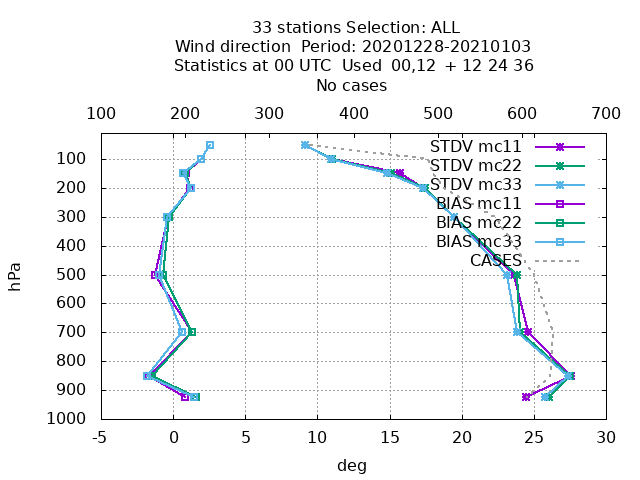 33 stations Selection: ALL
Wind direction  Period: 20201228-20210103
Statistics at 00 UTC  Used  00,12  + 12 24 36
No cases
100 200 300 400 500 600 700
STDV mc11
STDV mc22
STDV mc33
BIAS mc11
BIAS mc22
BIAS mc33
CASES
hPa
100
200
300
400
500
600
700
800
900
1000
-5 0 5 10 15 20 25 30
deg